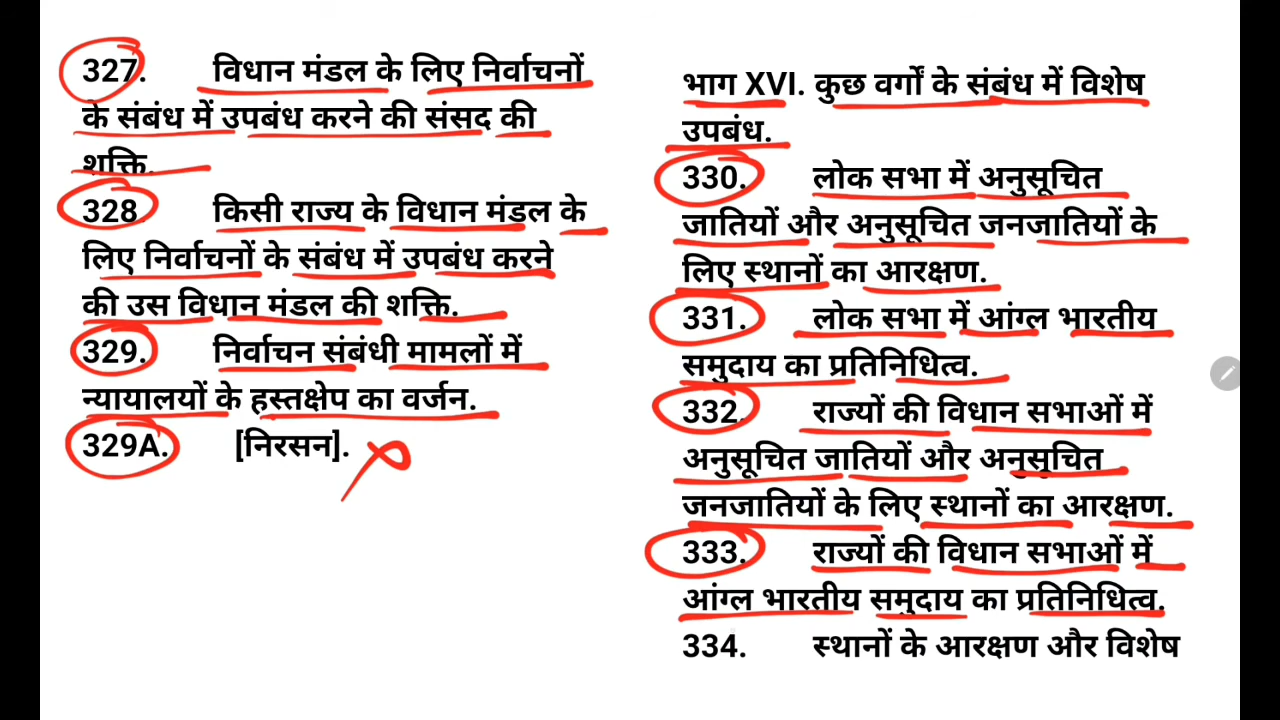 327. विधान मंडल के लिए निर्वाचनों
के संबंध में उपबंध करने की संसद की
शक्ति.
328 किसी राज्य के विधान मंडल के
लिए निर्वाचनों के संबंध में उपबंध करने
की उस विधान मंडल की शक्ति.
329. निर्वाचन संबंधी मामलों में
न्यायालयों के हस्तक्षेप का वर्जन.
329A. [निरसन].
भाग XVI. कुछ वर्गों के संबंध में विशेष
उपबंध.
330. लोक सभा में अनुसूचित
जातियों और अनुसूचित जनजातियों के
लिए स्थानों का आरक्षण.
331. लोक सभा में आंग्ल भारतीय
समुदाय का प्रतिनिधित्व.
332. राज्यों की विधान सभाओं में
अनुसूचित जातियों और अनुसूचित
जनजातियों के लिए स्थानों का आरक्षण.
333. राज्यों की विधान सभाओं में
आंग्ल भारतीय समुदाय का प्रतिनिधित्व.
334. स्थानों के आरक्षण और विशेष